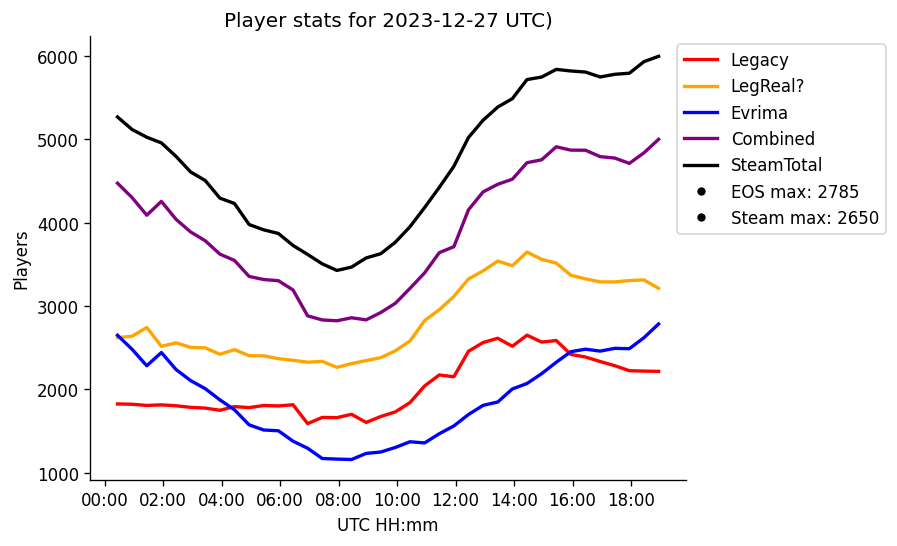 Player stats for 2023-12-27 UTC)
Legacy
LegReal?
Evrima
Combined
SteamTotal
EOS max: 2785
Steam max: 2650
Players
6000
5000
4000
3000
2000
1000
00:00 02:00 04:00 06:00 08:00 10:00 12:00 14:00 16:00 18:00
UTC HH:mm